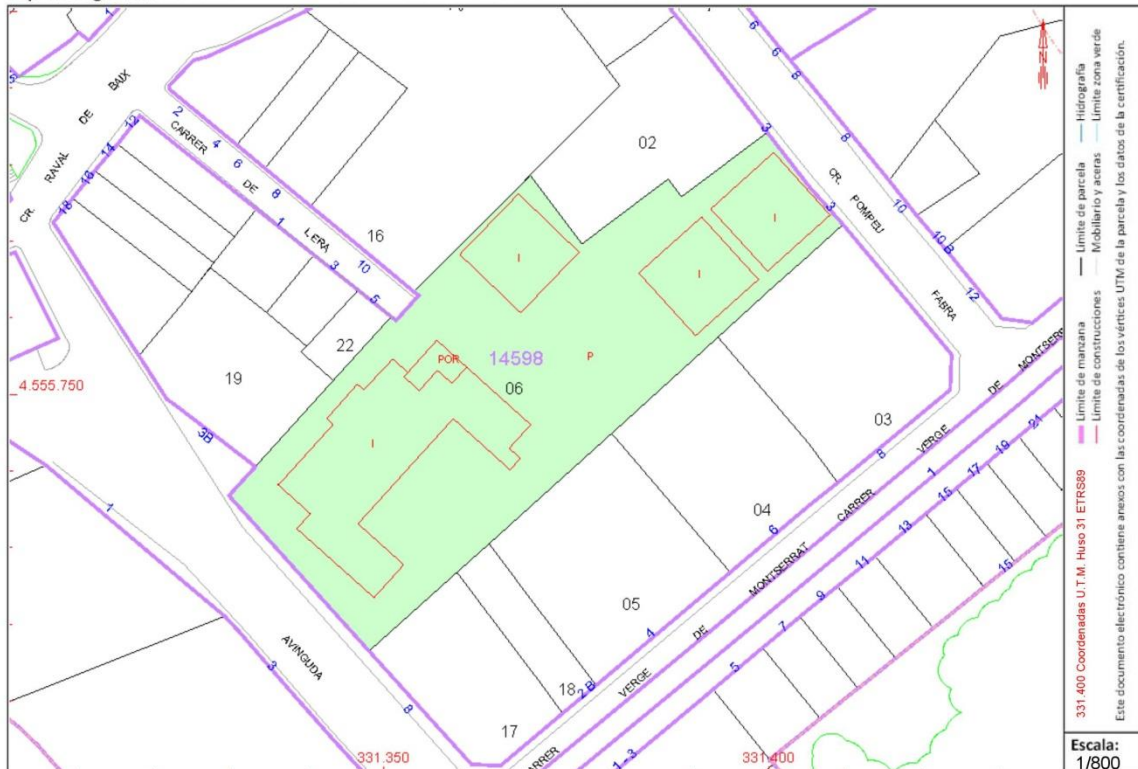 BAIX
DE
CR. RAVAL
12
14
16
18
2
CARRER
4
6
DE
8
1
L'ERA
3
10
5
16
02
6
6
8
8
10
10 B
12
3
CR.
3
POMPEU
FABRA
N
I
I
I
22
POR
14598
P
06
4.555.750
19
3B
I
03
8
DE
MONTSERR
VERGE
CARRER
1
21
19
17
15
13
11
9
7
5
1-3
15
04
6
MONTSERRAT
05
4
DE
VERGE
18
2 B
17
CARRER
1
3
AVINGUDA
8
331.350
331.400
331.400 Coordenadas U.T.M. Huso 31 ETRS89
Límite de manzana
Límite de construcciones
Límite de parcela
Mobiliario y aceras
Hidrografía
Límite zona verde
Este documento electrónico contiene anexos con las coordenadas de los vértices UTM de la parcela y los datos de la certificación.
Escala:
1/800